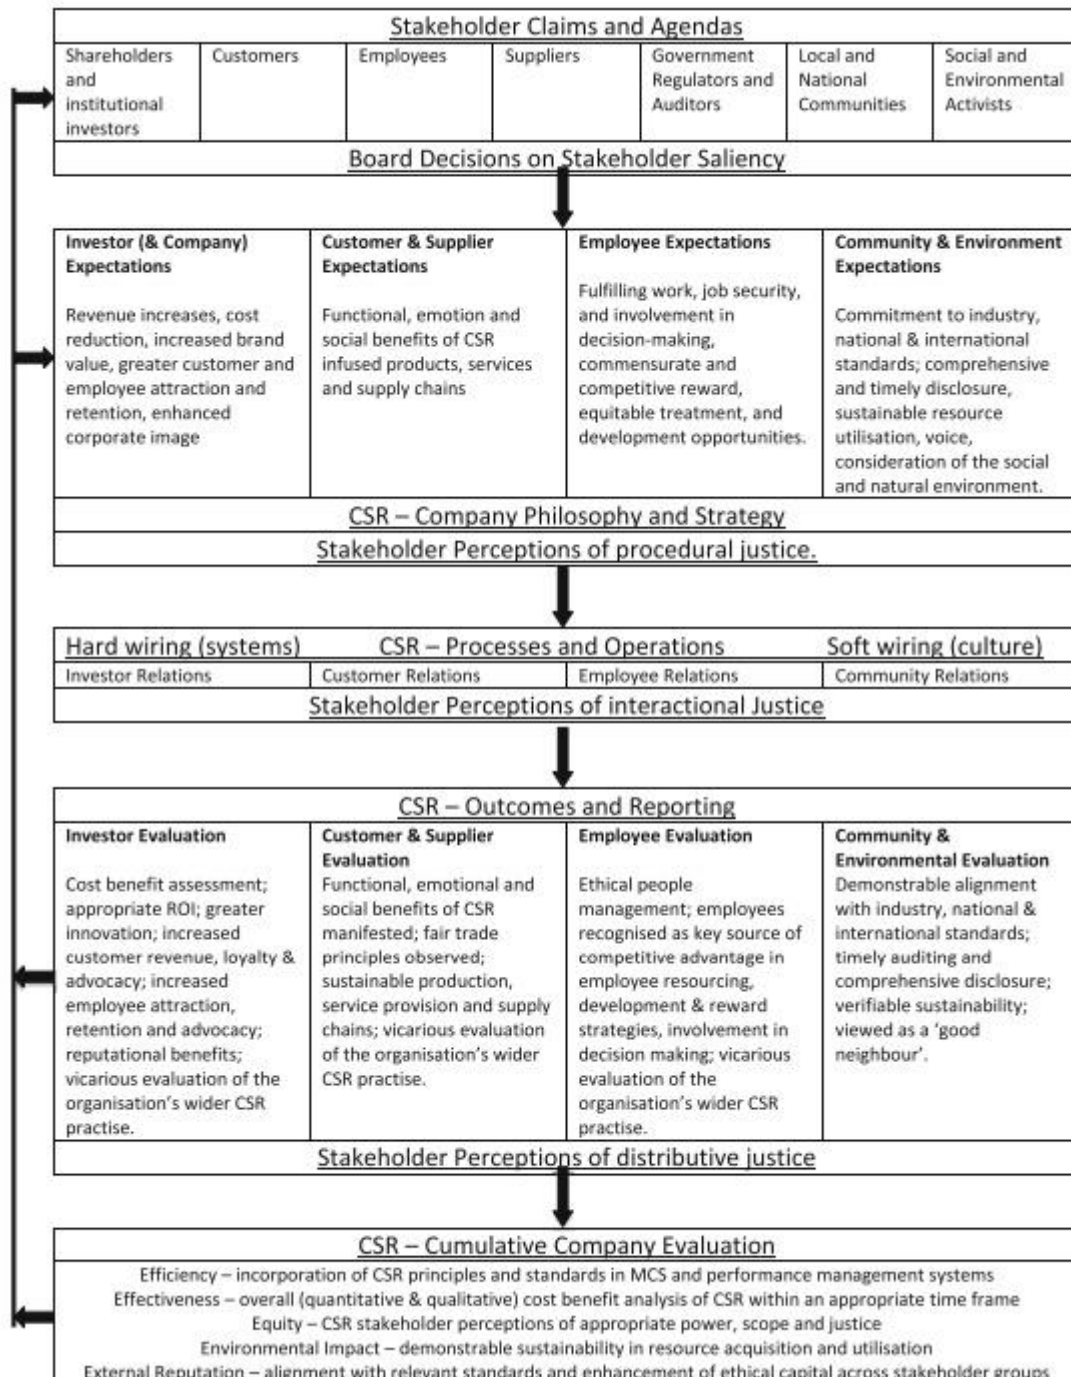 Stakeholder Claims and Agendas
Shareholders
and
institutional
investors
Customers
Employees
Suppliers
Government
Regulators and
Auditors
Local and
National
Communities
Social and
Environmental
Activists
Board Decisions on Stakeholder Saliency
Investor (& Company)
Expectations
Revenue increases, cost
reduction, increased brand
value, greater customer and
employee attraction and
retention, enhanced
corporate image
Customer & Supplier
Expectations
Functional, emotion and
social benefits of CSR
infused products, services
and supply chains
Employee Expectations
Fulfilling work, job security,
and involvement in
decision-making,
commensurate and
competitive reward,
equitable treatment, and
development opportunities.
Community & Environment
Expectations
Commitment to industry,
national & international
standards; comprehensive
and timely disclosure,
sustainable resource
utilisation, voice,
consideration of the social
and natural environment.
CSR – Company Philosophy and Strategy
Stakeholder Perceptions of procedural justice.
Hard wiring (systems) CSR – Processes and Operations Soft wiring (culture)
Investor Relations
Customer Relations
Employee Relations
Community Relations
Stakeholder Perceptions of interactional Justice
CSR – Outcomes and Reporting
Investor Evaluation
Cost benefit assessment;
appropriate ROI; greater
innovation; increased
customer revenue, loyalty &
advocacy; increased
employee attraction,
retention and advocacy;
reputational benefits;
vicarious evaluation of the
organisation's wider CSR
practise.
Customer & Supplier
Evaluation
Functional, emotional and
social benefits of CSR
manifested; fair trade
principles observed;
sustainable production,
service provision and supply
chains; vicarious evaluation
of the organisation's wider
CSR practise.
Employee Evaluation
Ethical people
management; employees
recognised as key source of
competitive advantage in
employee resourcing,
development & reward
strategies, involvement in
decision making; vicarious
evaluation of the
organisation's wider CSR
practise.
Community &
Environmental Evaluation
Demonstrable alignment
with industry, national &
international standards;
timely auditing and
comprehensive disclosure;
verifiable sustainability;
viewed as a 'good
neighbour'.
Stakeholder Perceptions of distributive justice
CSR – Cumulative Company Evaluation
Efficiency – incorporation of CSR principles and standards in MCS and performance management systems
Effectiveness – overall (quantitative & qualitative) cost benefit analysis of CSR within an appropriate time frame
Equity – CSR stakeholder perceptions of appropriate power, scope and justice
Environmental Impact – demonstrable sustainability in resource acquisition and utilisation
External Reputation – alignment with relevant standards and enhancement of ethical capital across stakeholder groups